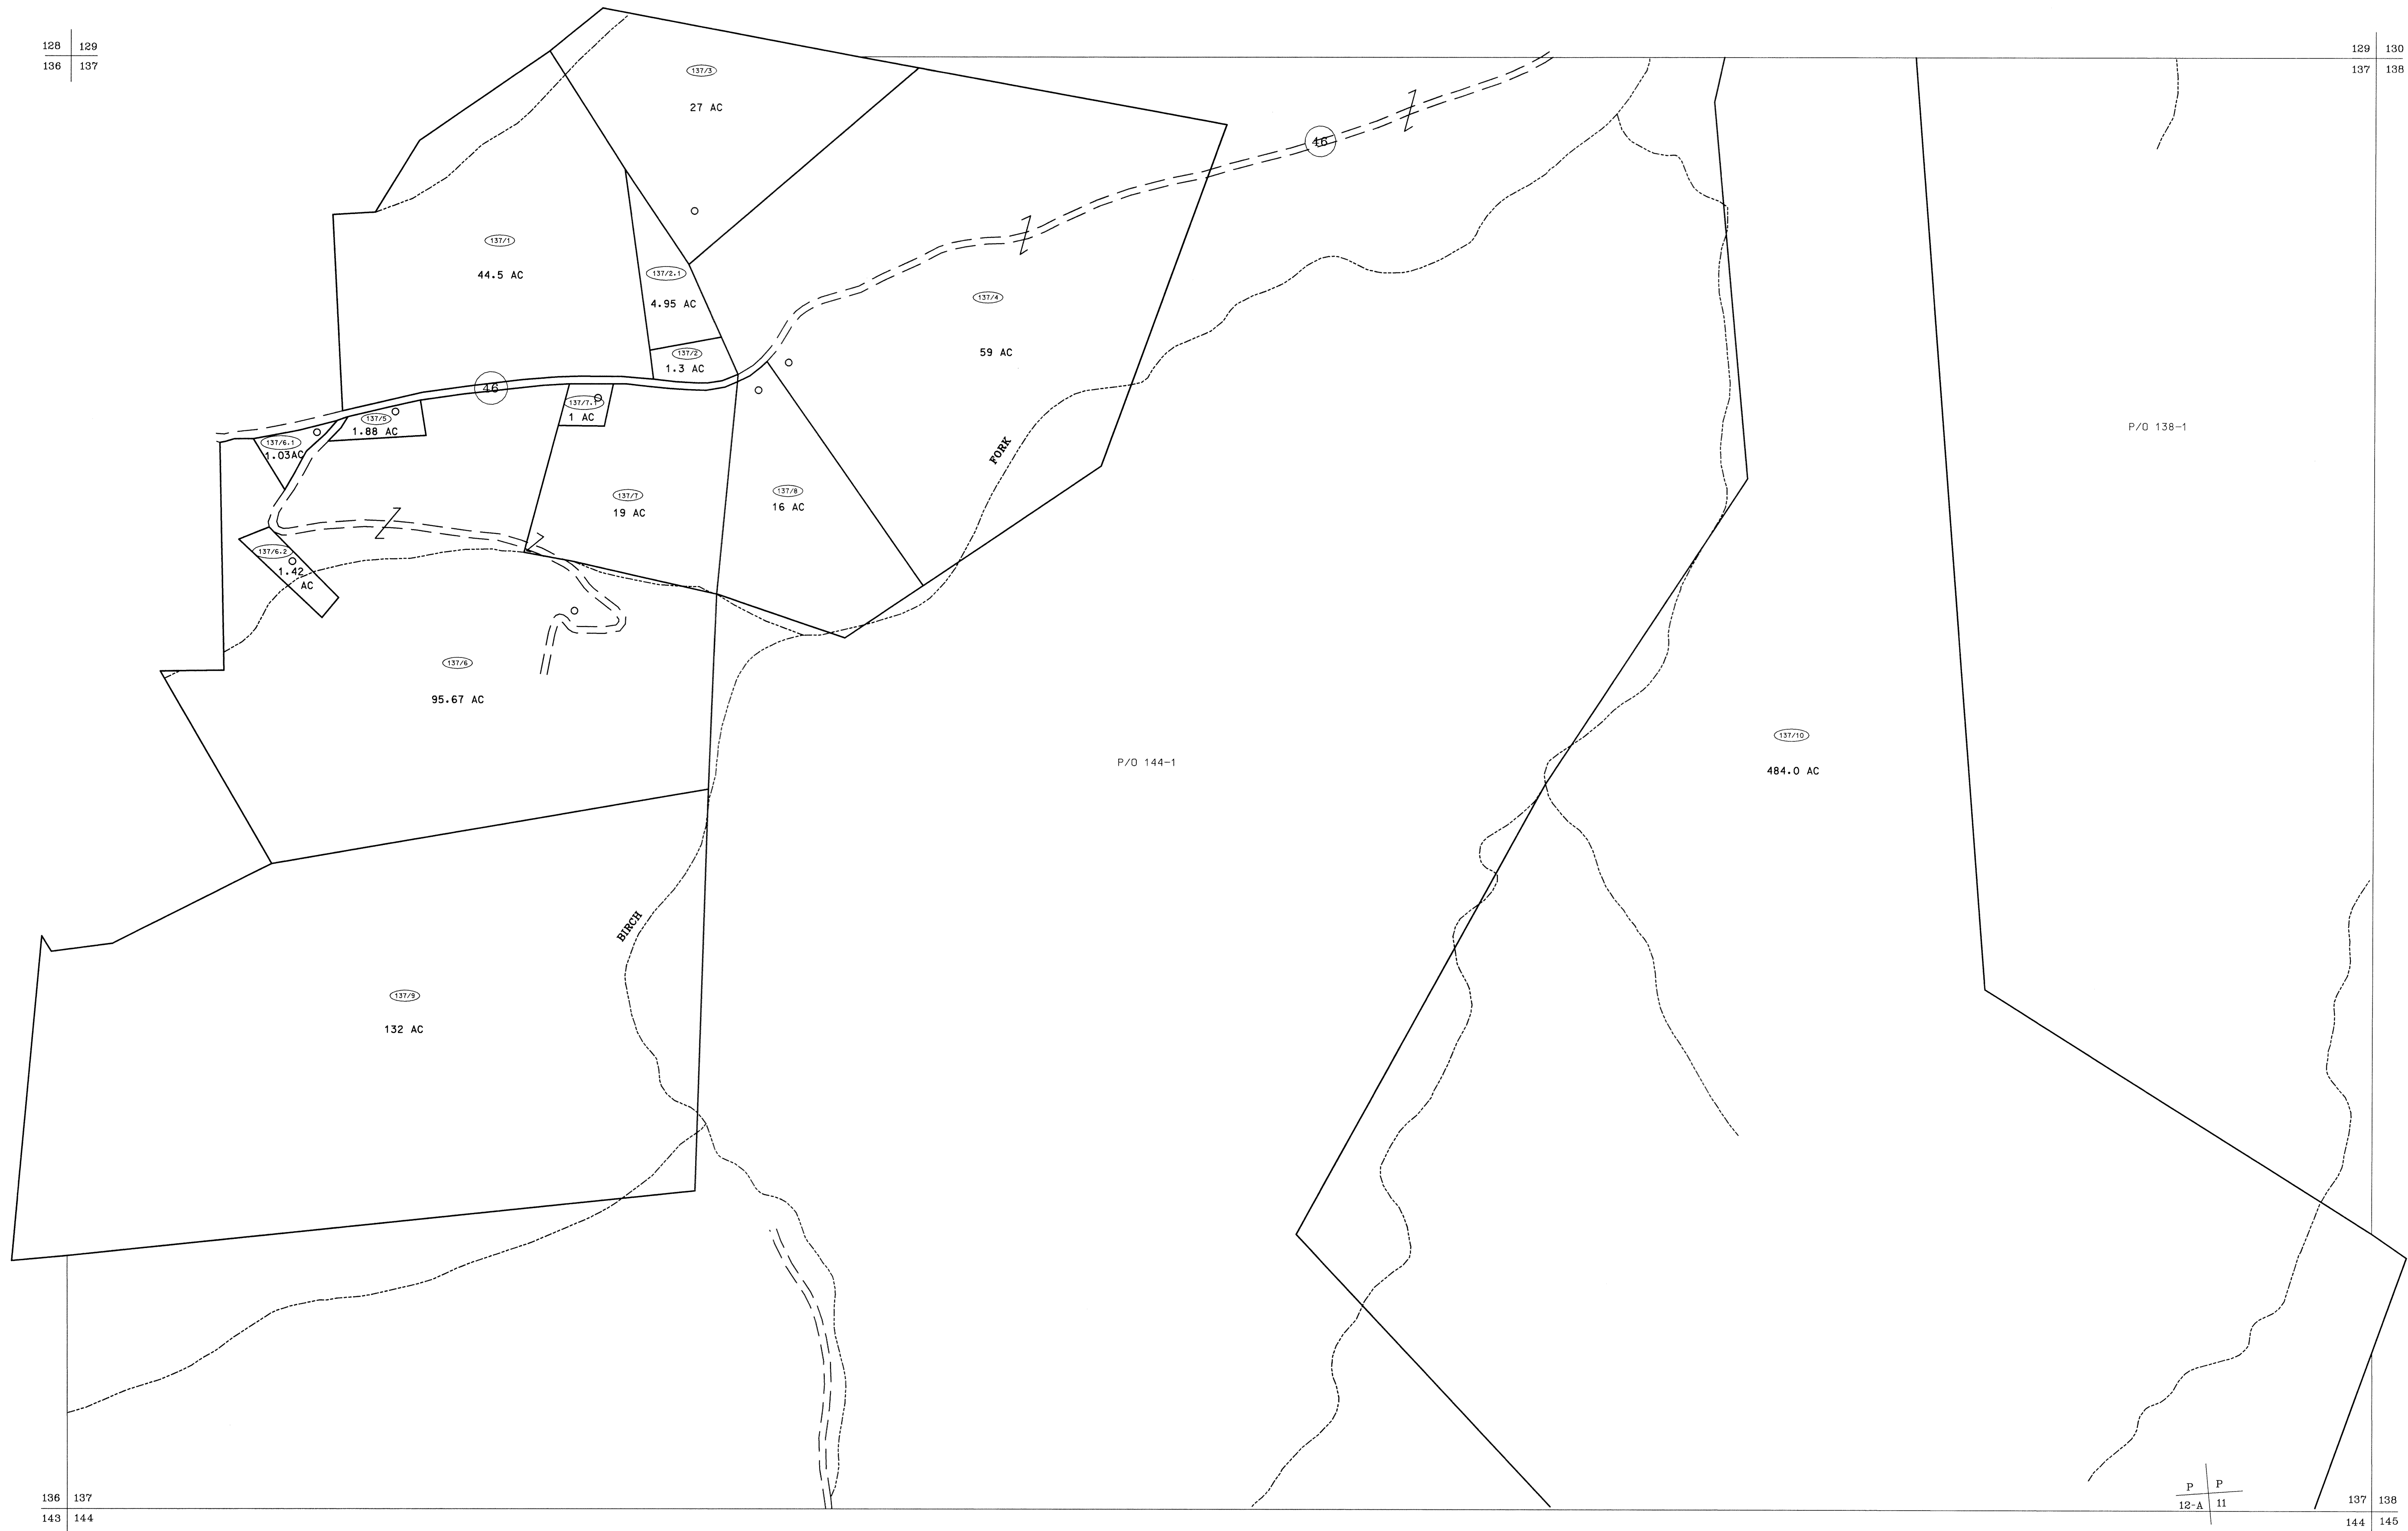 128 129
136 137
129 130
137 138
137/3
27 AC
46
137/1
44.5 AC
137/2.1
4.95 AC
137/4
59 AC
137/2
1.3 AC
46
137/7.1
1 AC
137/5
1.88 AC
137/6.1
1.03AC
P/O 138-1
FORK
137/7
19 AC
137/8
16 AC
137/6.2
1.42
AC
137/6
95.67 AC
P/O 144-1
137/10
484.0 AC
BIRCH
137/9
132 AC
136 137
143 144
P P
12-A 11
137 138
144 145